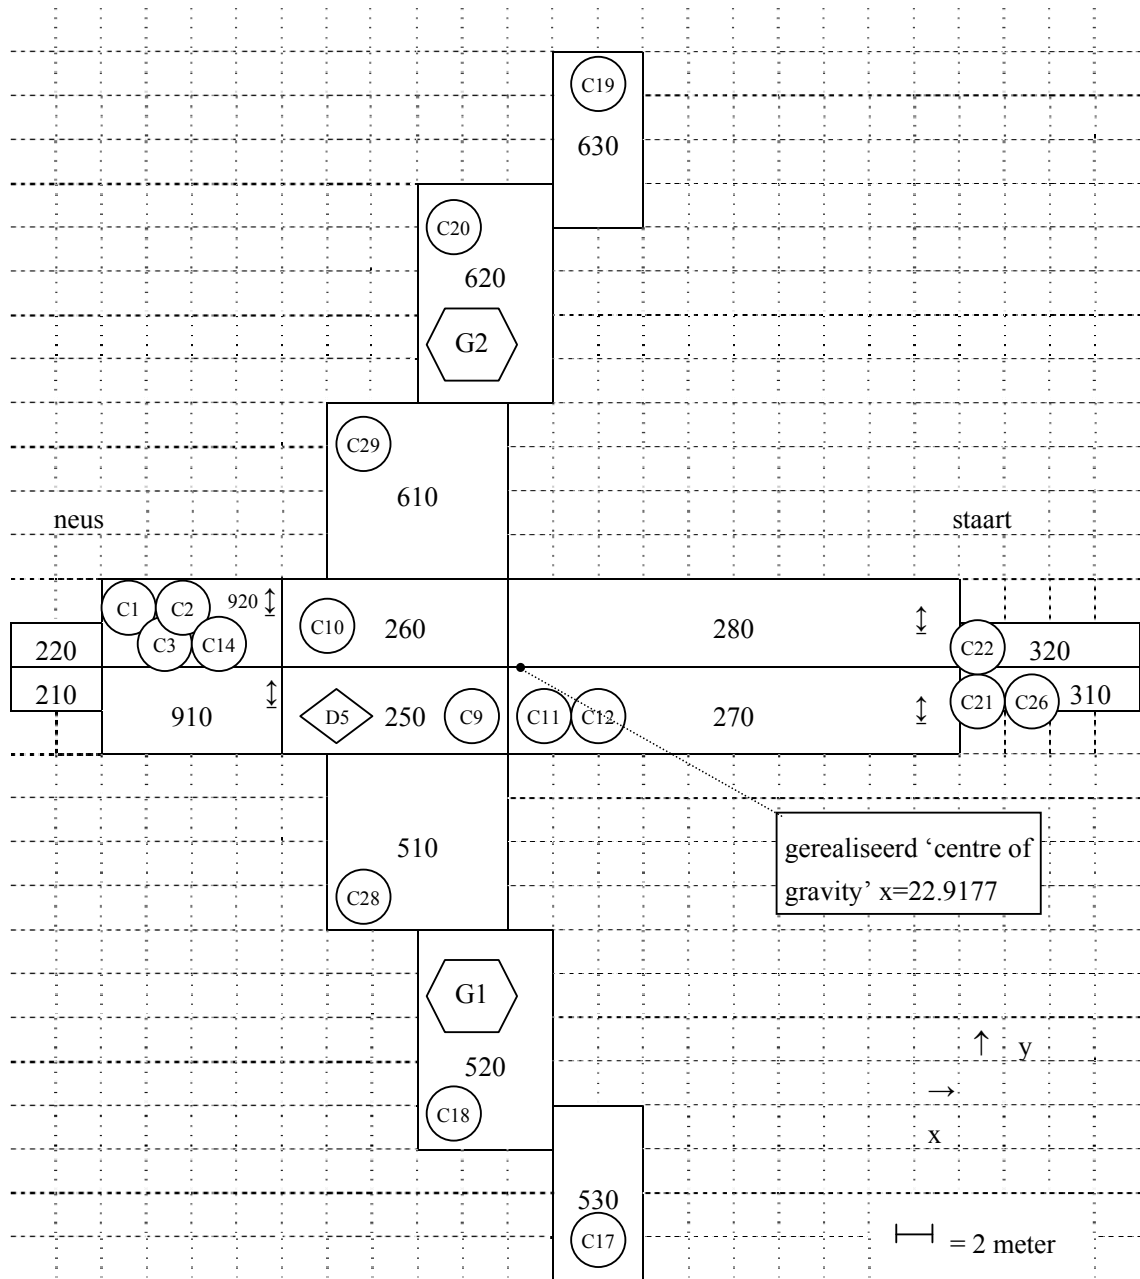 C19
630
C20
620
G2
C29
610
neus
staart
C1
C2
920
C10
260
280
C3
C14
C22
220
320
210
910
D5
250
C9
C11
C12
270
C21
C26
310
510
C28
gerealiseerd ‘centre of
gravity’ x=22.9177
G1
520
↑ y
→
x
C18
530
C17
= 2 meter